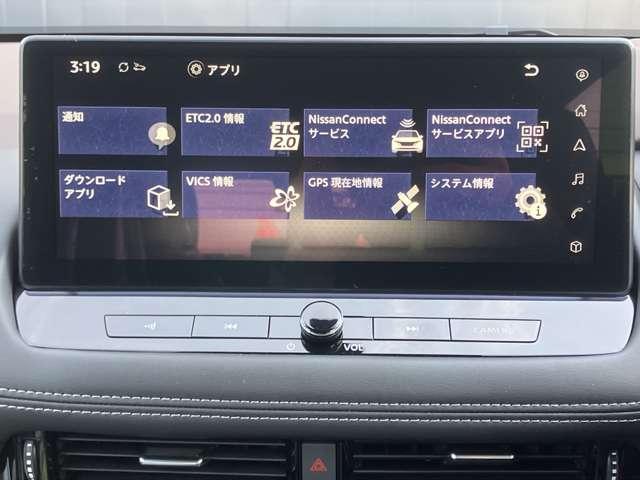 3:19
アプリ
通知
ETC2.0 情報
ETC
2.0
NissanConnect
サービス
NissanConnect
サービスアプリ
ダウンロード
アプリ
VICS 情報
GPS 現在地情報
システム情報
VOL
CAMERA